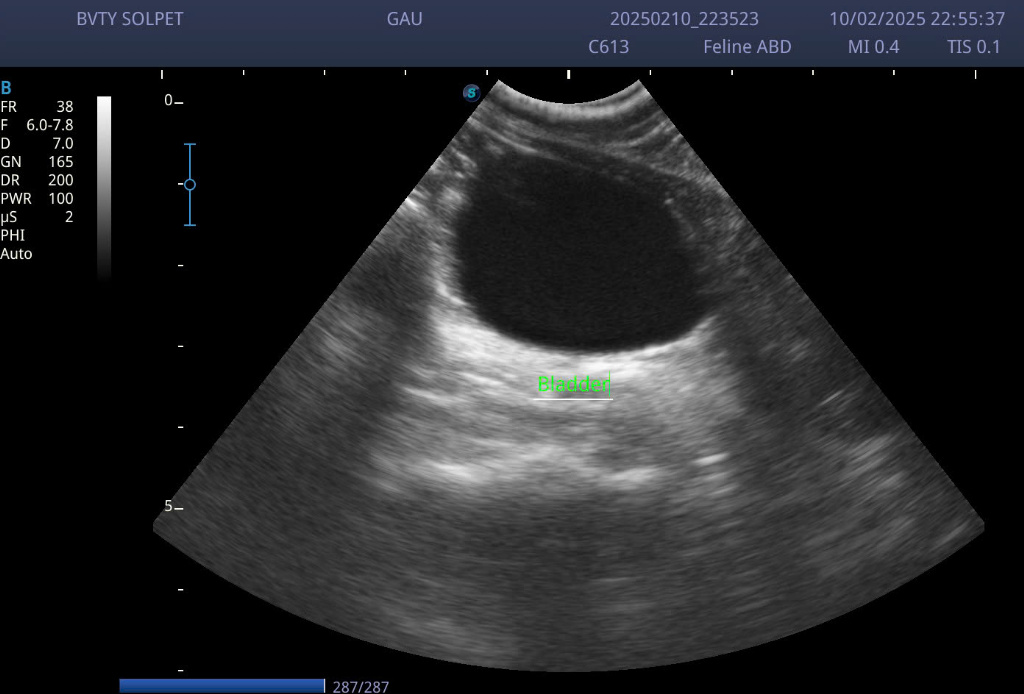 BVTY SOLPET GAU 20250210_223523 10/02/2025 22:55:37
C613 Feline ABD MI 0.4 TIS 0.1
B
FR 38
F 6.0-7.8
D 7.0
GN 165
DR 200
PWR 100
µS 2
PHI
Auto
0
S
Bladder
5
287/287